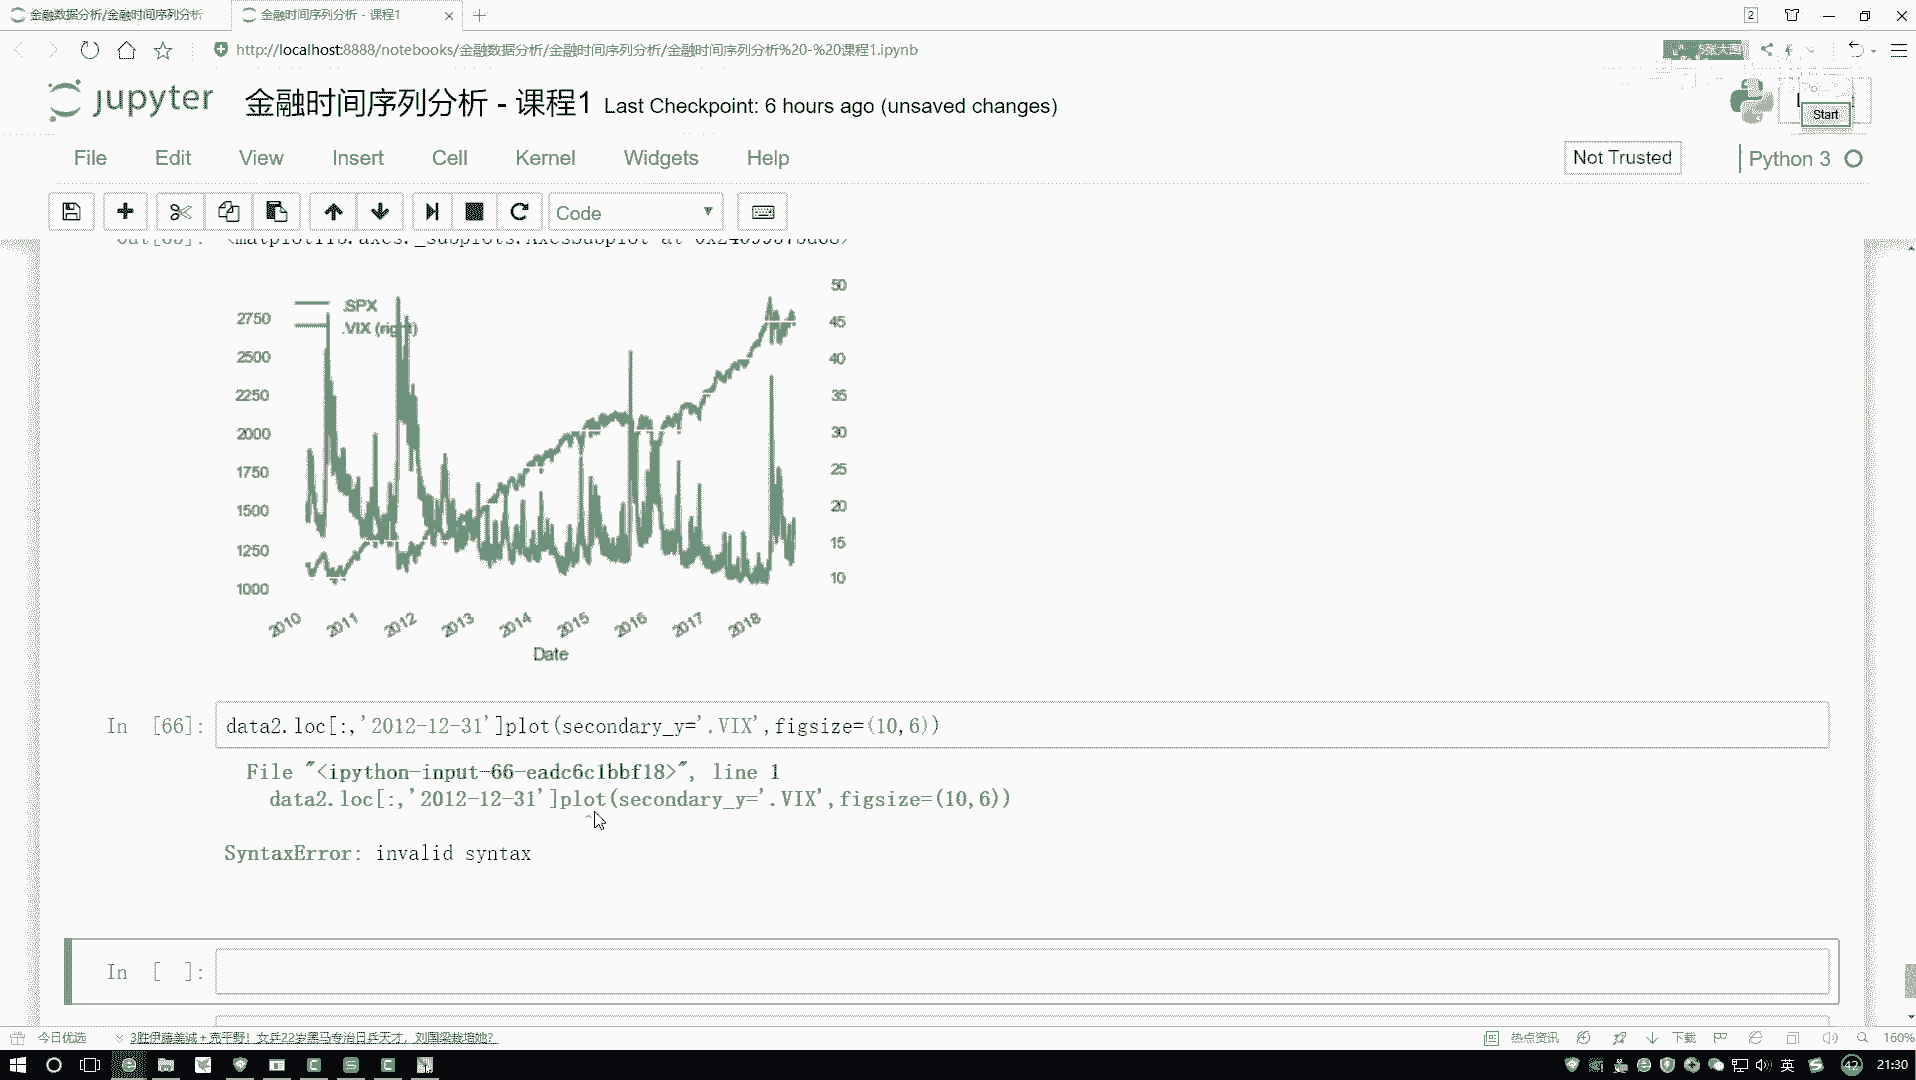 金融数据分析/金融时间序列分析
金融时间序列分析 - 课程1
2
http://localhost:8888/notebooks/金融数据分析/金融时间序列分析/金融时间序列分析%20-%20课程1.ipynb
jupyter
金融时间序列分析 - 课程1
Last Checkpoint: 6 hours ago (unsaved changes)
Start
File Edit View Insert Cell Kernel Widgets Help
Not Trusted
Python 3
Code
.SPX
.VIX (right)
2750
2500
2250
2000
1750
1500
1250
1000
50
45
40
35
30
25
20
15
10
2010 2011 2012 2013 2014 2015 2016 2017 2018
Date
In [66]: data2.loc[:,'2012-12-31']plot(secondary_y='.VIX',figsize=(10,6))
File "<ipython-input-66-eadc6c1bbf18>", line 1
data2.loc[:,'2012-12-31']plot(secondary_y='.VIX',figsize=(10,6))
^
SyntaxError: invalid syntax
In [ ]:
今日优选
3胜伊藤美诚+克平野！女乒22岁黑马专治日乒天才，刘国梁栽培她?
热点资讯
下载
160%
英
42
21:30